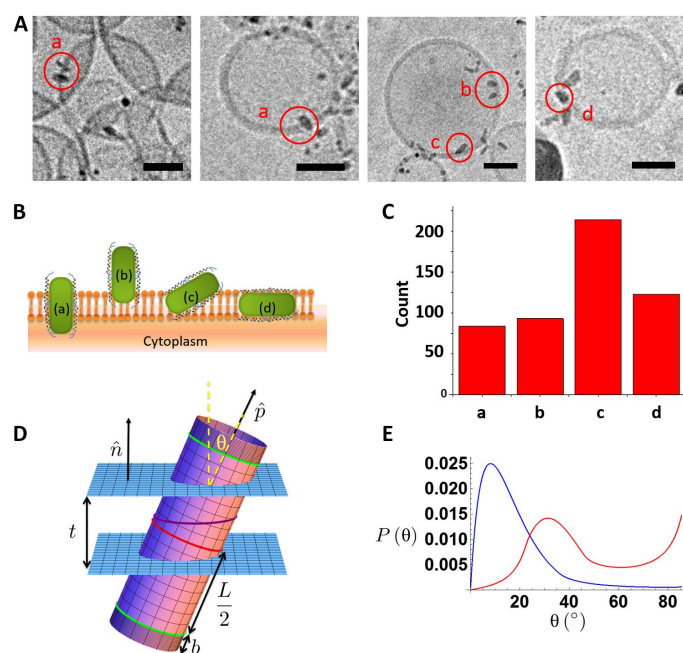 A
a
a
b
c
d
B
(a)
(b)
(c)
(d)
Cytoplasm
C
Count
200
150
100
50
0
a b c d
D
n̂
p̂
θ
t
L/2
b
E
P(θ)
0.025
0.020
0.015
0.010
0.005
20 40 60 80
θ(°)